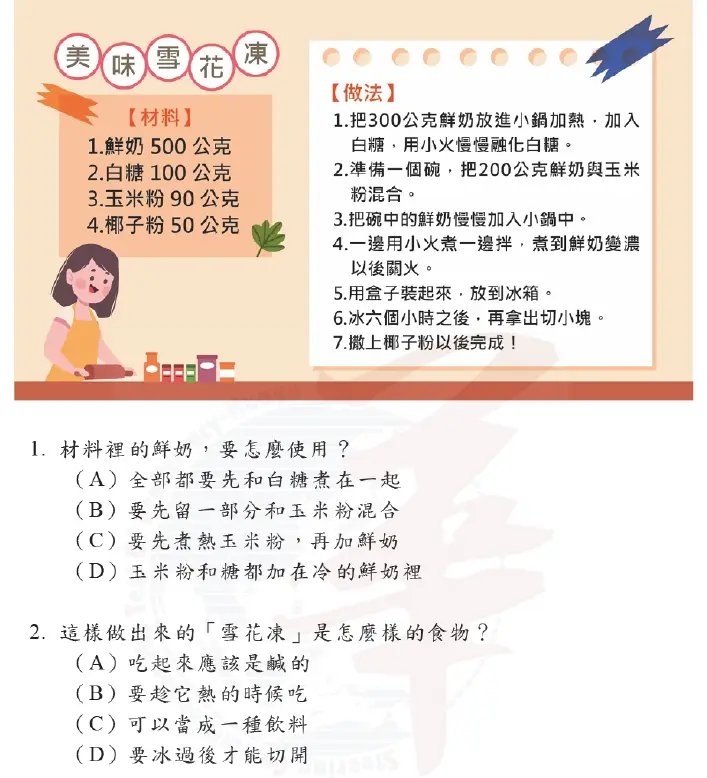 美味雪花凍
【材料】
1.鮮奶 500 公克
2.白糖 100 公克
3.玉米粉 90 公克
4.椰子粉 50 公克
【做法】
1.把300公克鮮奶放進小鍋加熱，加入
白糖，用小火慢慢融化白糖。
2.準備一個碗，把200公克鮮奶與玉米
粉混合。
3.把碗中的鮮奶慢慢加入小鍋中。
4.一邊用小火煮一邊拌，煮到鮮奶變濃
以後關火。
5.用盒子裝起來，放到冰箱。
6.冰六個小時之後，再拿出切小塊。
7.撒上椰子粉以後完成！
1. 材料裡的鮮奶，要怎麼使用？
（A）全部都要先和白糖煮在一起
（B）要先留一部分和玉米粉混合
（C）要先煮熱玉米粉，再加鮮奶
（D）玉米粉和糖都加在冷的鮮奶裡
2. 這樣做出來的「雪花凍」是怎麼樣的食物？
（A）吃起來應該是鹹的
（B）要趁它熱的時候吃
（C）可以當成一種飲料
（D）要冰過後才能切開